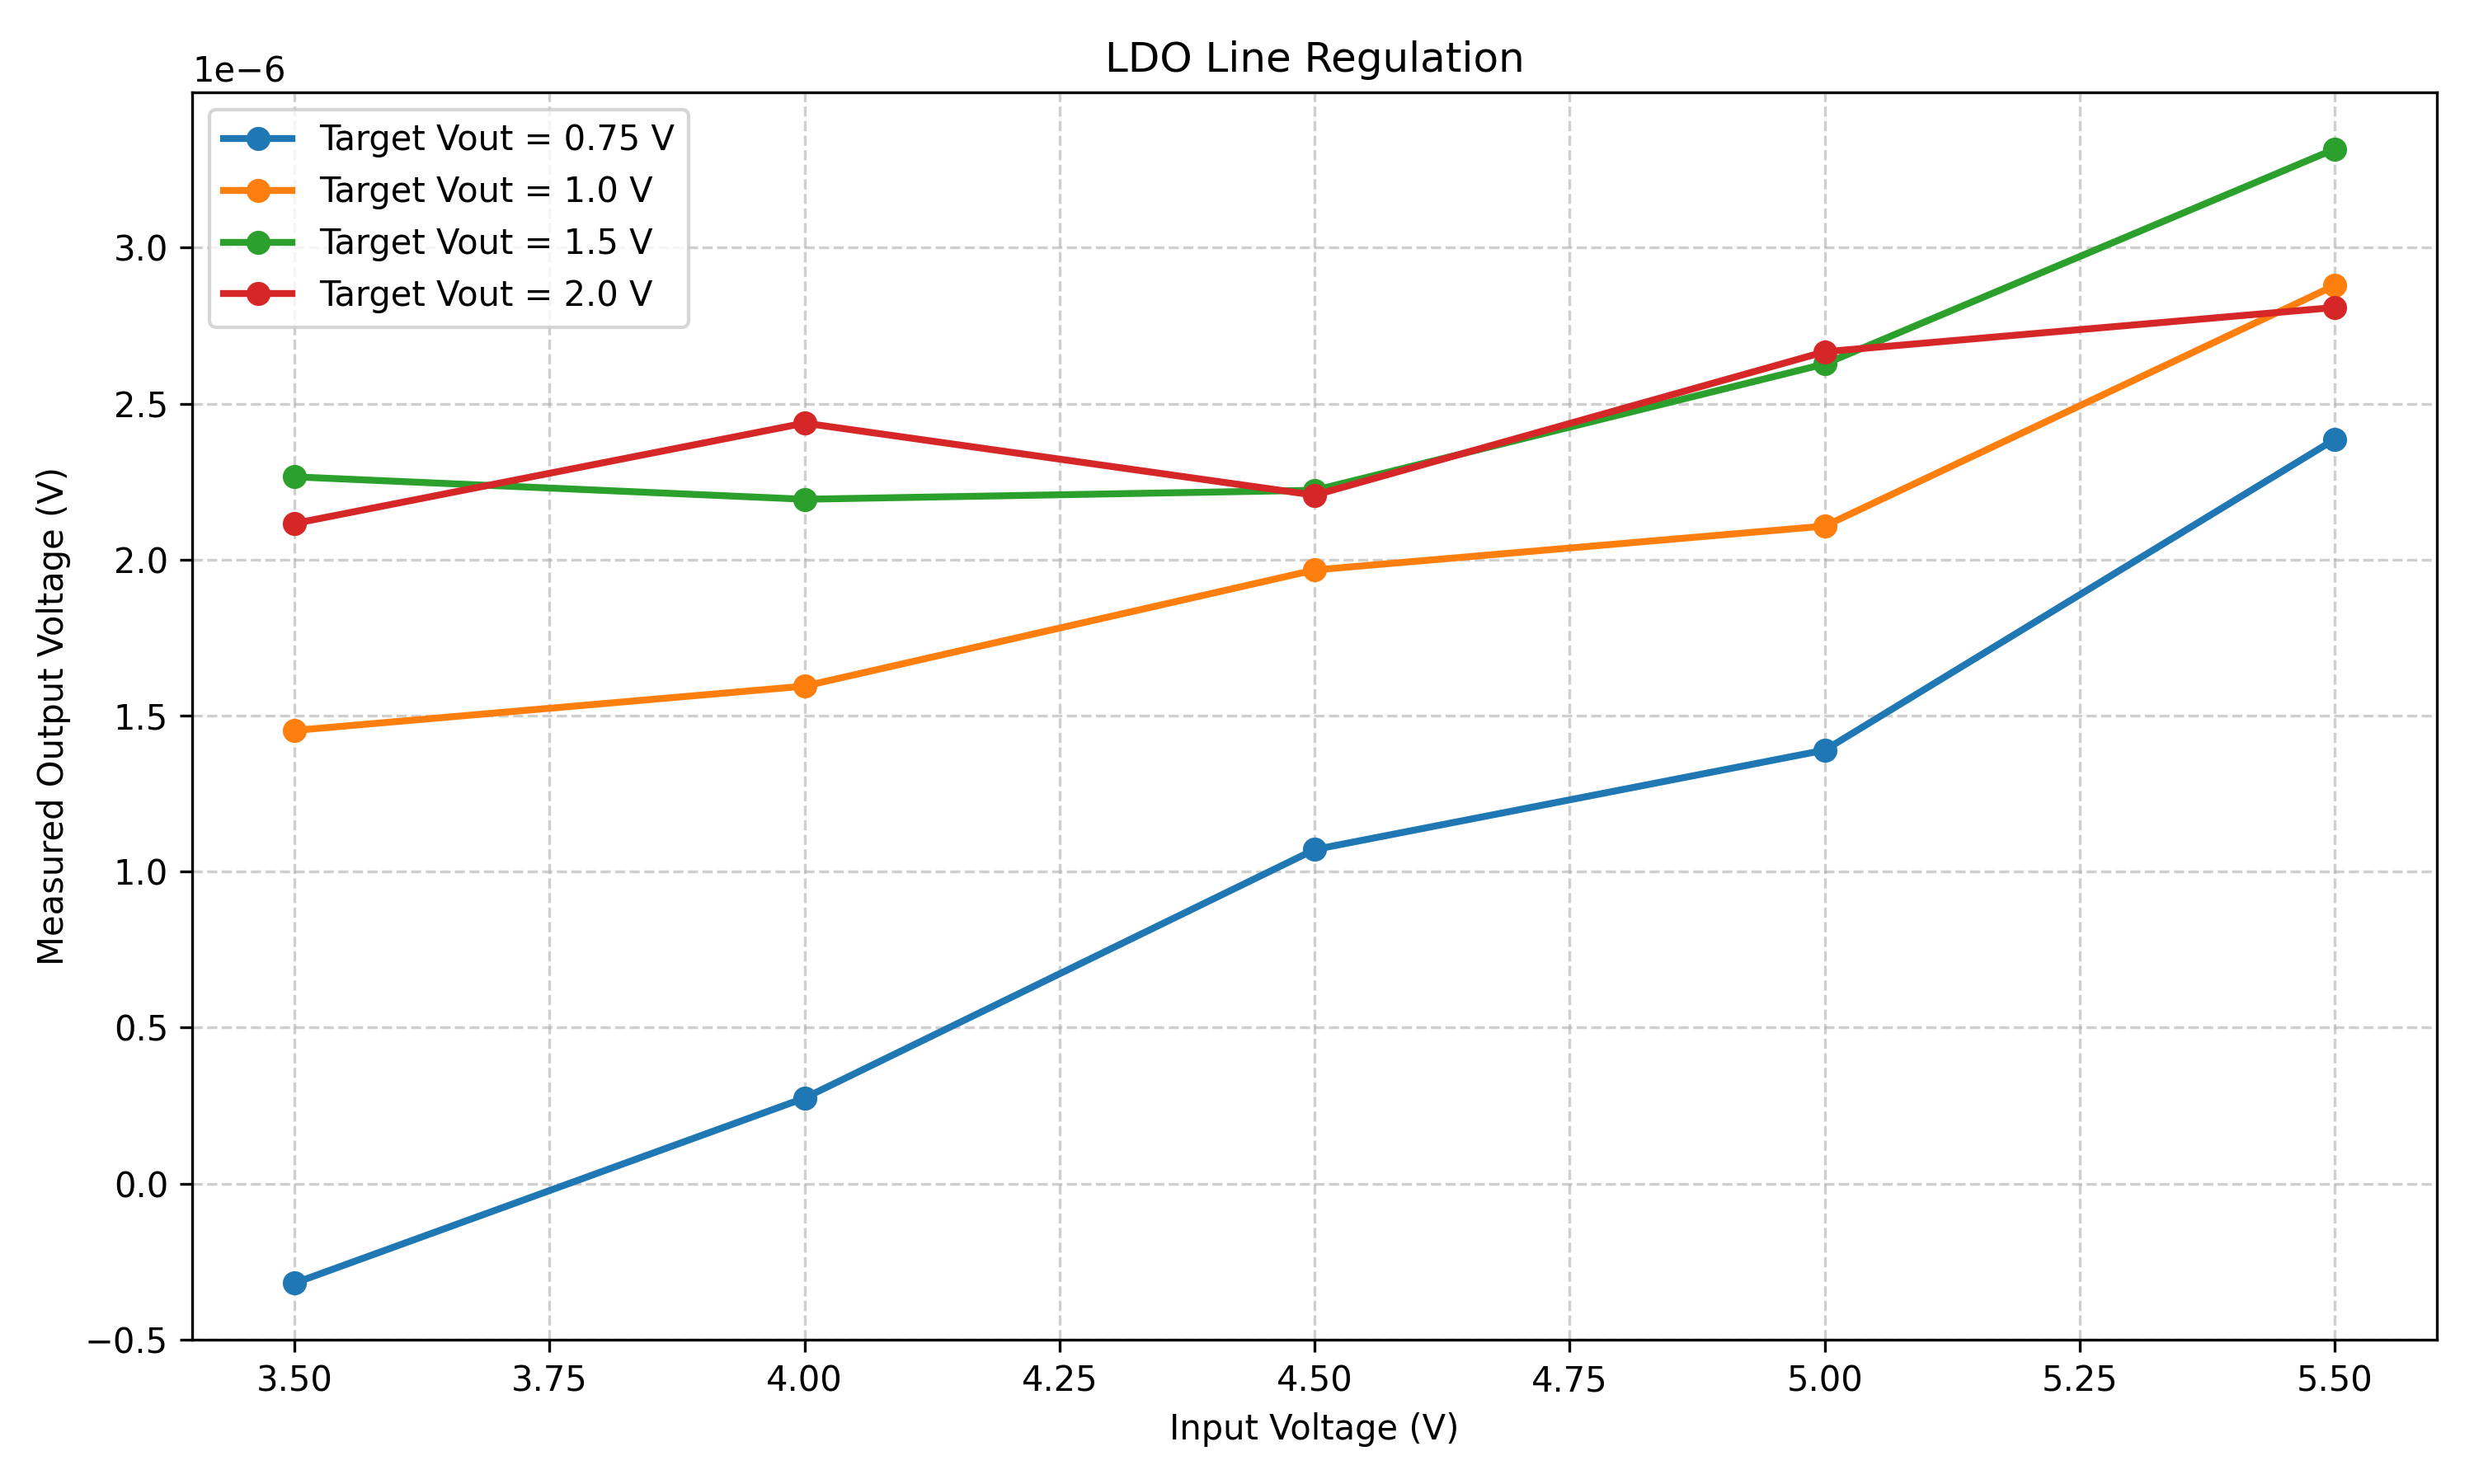 LDO Line Regulation
1e−6
Target Vout = 0.75 V
Target Vout = 1.0 V
Target Vout = 1.5 V
Target Vout = 2.0 V
Measured Output Voltage (V)
3.0
2.5
2.0
1.5
1.0
0.5
0.0
−0.5
3.50 3.75 4.00 4.25 4.50 4.75 5.00 5.25 5.50
Input Voltage (V)